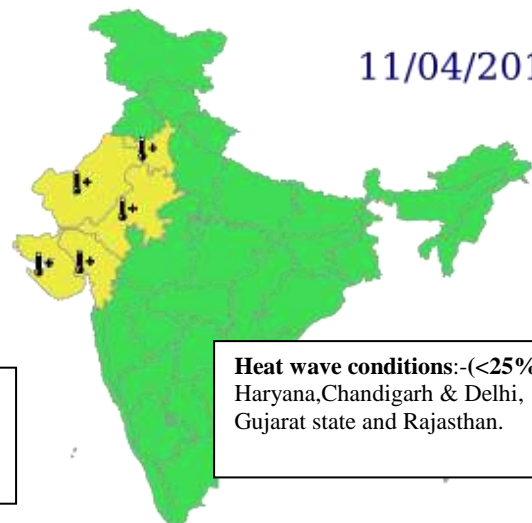 11/04/201
Heat wave conditions:-(<25%
Haryana,Chandigarh & Delhi,
Gujarat state and Rajasthan.